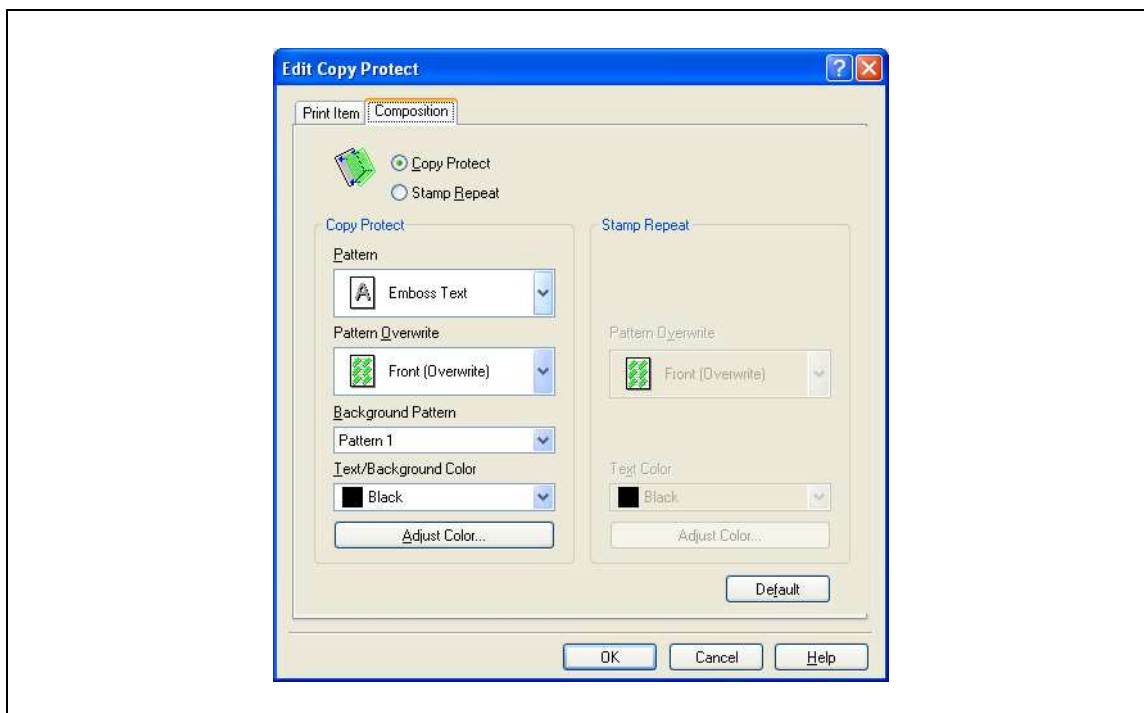 Edit Copy Protect
Print Item
Composition
Copy Protect
Stamp Repeat
Copy Protect
Pattern
A
Emboss Text
Pattern Overwrite
Front (Overwrite)
Background Pattern
Pattern 1
Text/Background Color
Black
Adjust Color...
Stamp Repeat
Pattern Overwrite
Front (Overwrite)
Text Color
Black
Adjust Color...
Default
OK
Cancel
Help